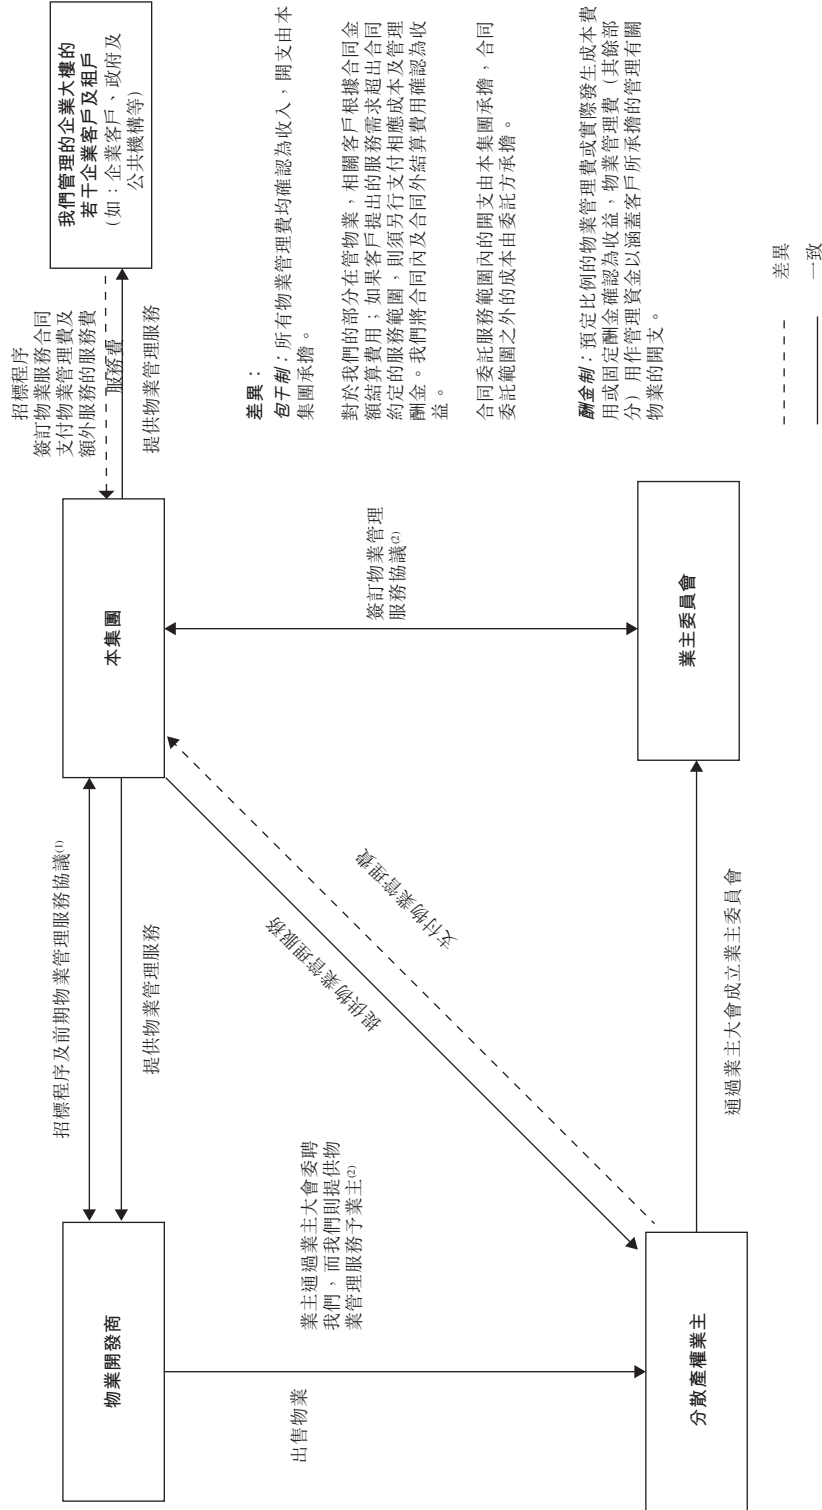 物業開發商
招標程序及前期物業管理服務協議(1)
提供物業管理服務
本集團
招標程序
簽訂物業服務合同
支付物業管理費及
額外服務的服務費
服務費
提供物業管理服務
我們管理的企業大樓的
若干企業客戶及租戶
(如：企業客戶、政府及
公共機構等)
出售物業
業主通過業主大會委聘
我們，而我們則提供物
業管理服務予業主(2)
提供物業管理服務
支付物業管理費
簽訂物業管理
服務協議(2)
分散產權業主
通過業主大會成立業主委員會
業主委員會
差異：
包干制：所有物業管理費均確認為收入，開支由本
集團承擔。
對於我們的部分在管物業，相關客戶根據合同金
額結算費用；如果客戶提出的服務需求超出合同
約定的服務範圍，則須另行支付相應成本及管理
酬金。我們將合同內及合同外結算費用確認為收
益。
合同委託服務範圍內的開支由本集團承擔，合同
委託範圍之外的成本由委託方承擔。
酬金制：預定比例的物業管理費或實際發生成本費
用或固定酬金確認為收益，物業管理費（其餘部
分）用作管理資金以涵蓋客戶所承擔的管理有關
物業的開支。
差異
一致